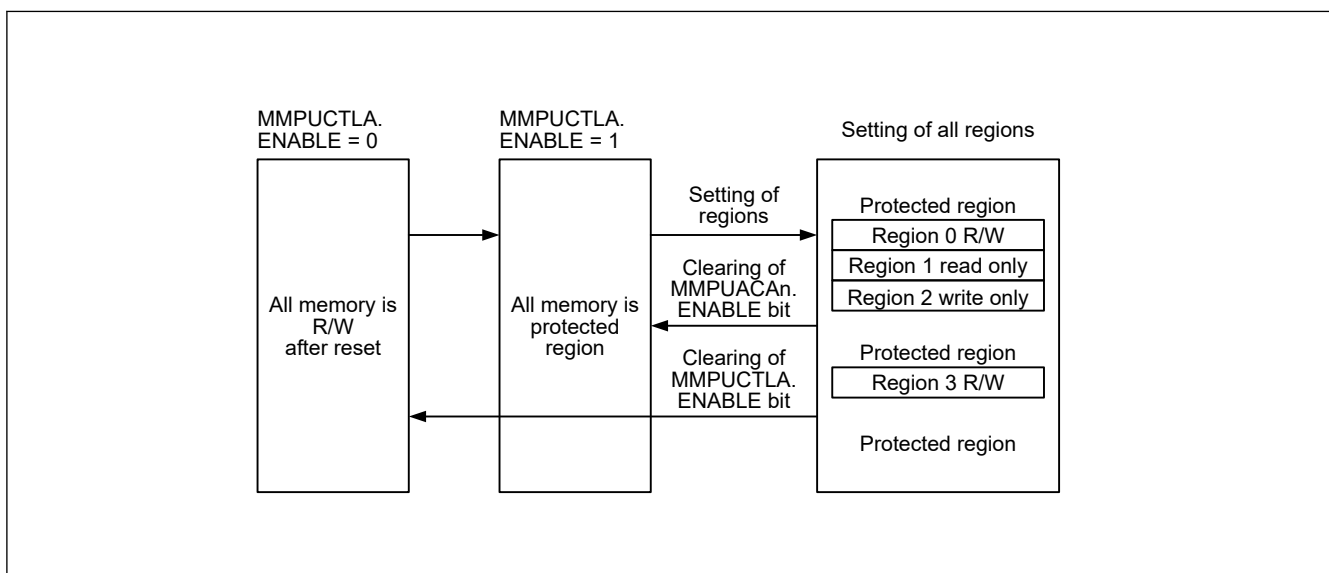 MMPUCTLA.
ENABLE = 0
MMPUCTLA.
ENABLE = 1
Setting of all regions
All memory is
R/W
after reset
All memory is
protected
region
Setting of
regions
Clearing of
MMPUACAn.
ENABLE bit
Clearing of
MMPUCTLA.
ENABLE bit
Protected region
Region 0 R/W
Region 1 read only
Region 2 write only
Protected region
Region 3 R/W
Protected region